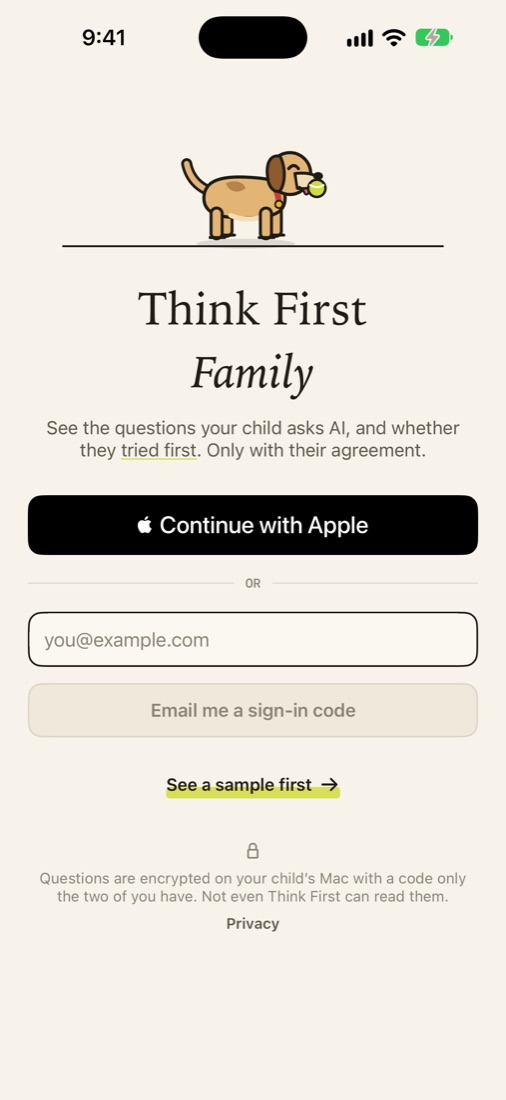 9:41
Think First
Family
See the questions your child asks AI, and whether
they tried first. Only with their agreement.
Continue with Apple
OR
you@example.com
Email me a sign-in code
See a sample first →
Questions are encrypted on your child’s Mac with a code only
the two of you have. Not even Think First can read them.
Privacy